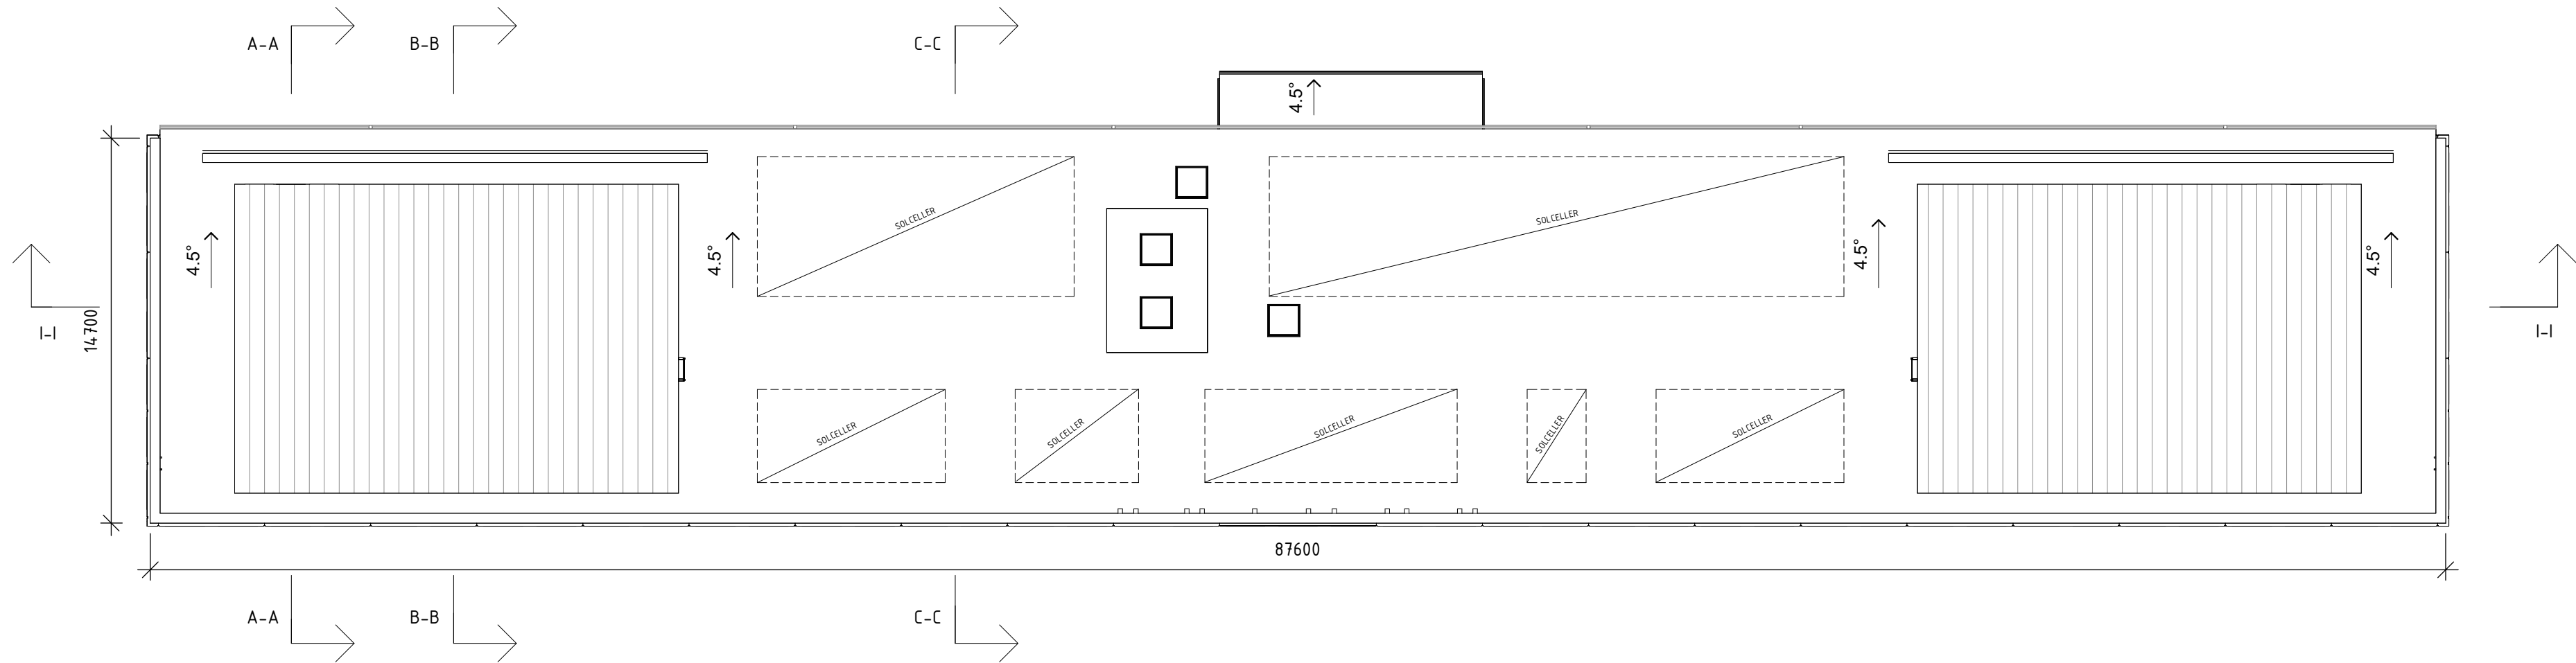 A-A
B-B
C-C
4.5°
SOLCELLER
SOLCELLER
4.5°
4.5°
4.5°
4.5°
I-I
14700
I-I
SOLCELLER
SOLCELLER
SOLCELLER
SOLCELLER
SOLCELLER
87600
A-A
B-B
C-C